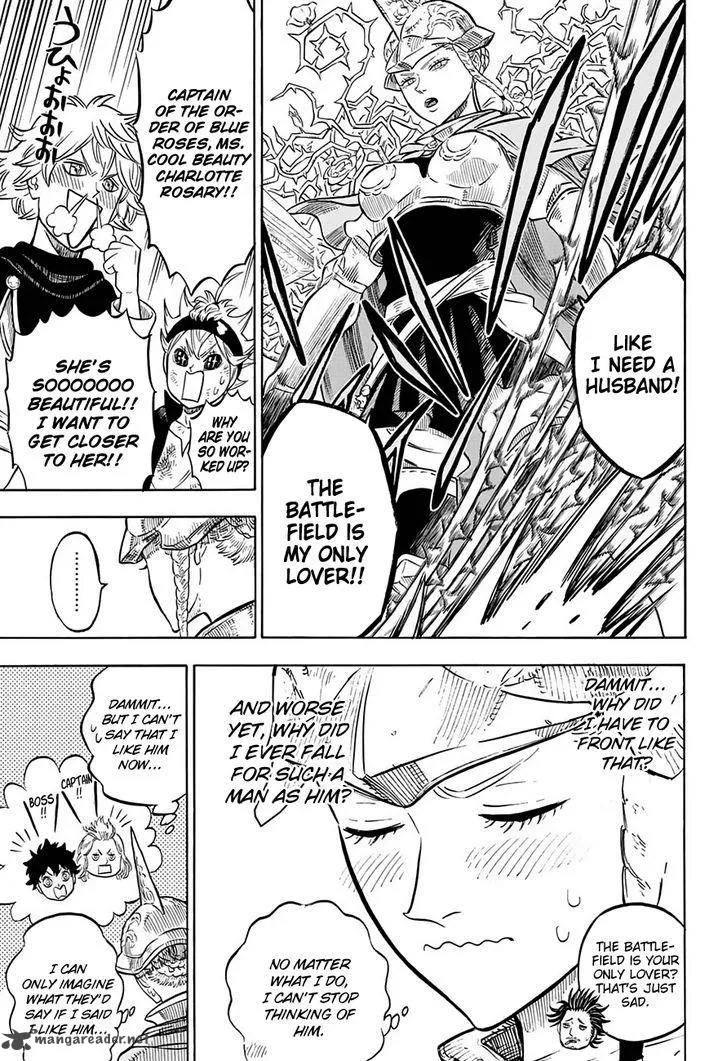 LIKE
I NEED A
HUSBAND!
THE
BATTLE-
FIELD IS
MY ONLY
LOVER!!
CAPTAIN
OF THE OR-
DER OF BLUE
ROSES, MS.
COOL BEAUTY
CHARLOTTE
ROSARY!!
うひょおおおお
SHE'S
SOOOOOOO
BEAUTIFUL!!
I WANT TO
GET CLOSER
TO HER!!
WHY
ARE YOU
SO WOR-
KED UP?
.........
DAMMIT...
WHY DID
I HAVE TO
FRONT LIKE
THAT?
AND WORSE
YET, WHY DID
I EVER FALL
FOR SUCH A
MAN AS HIM?
NO MATTER
WHAT I DO,
I CAN'T STOP
THINKING OF
HIM.
THE BATTLE-
FIELD IS YOUR
ONLY LOVER?
THAT'S JUST
SAD.
DAMMIT...
BUT I CAN'T
SAY THAT I
LIKE HIM
NOW...
CAPTAIN!!
BOSS!!
I CAN
ONLY IMAGINE
WHAT THEY'D
SAY IF I SAID
I LIKE HIM...
mangareader.net